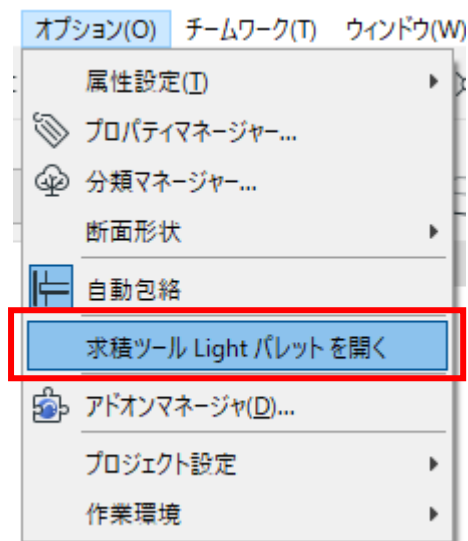 オプション(O) チームワーク(T) ウィンドウ(W)
属性設定(T)
プロパティマネージャー...
分類マネージャー...
断面形状
自動包絡
求積ツール Light パレット を開く
アドオンマネージャ(D)...
プロジェクト設定
作業環境